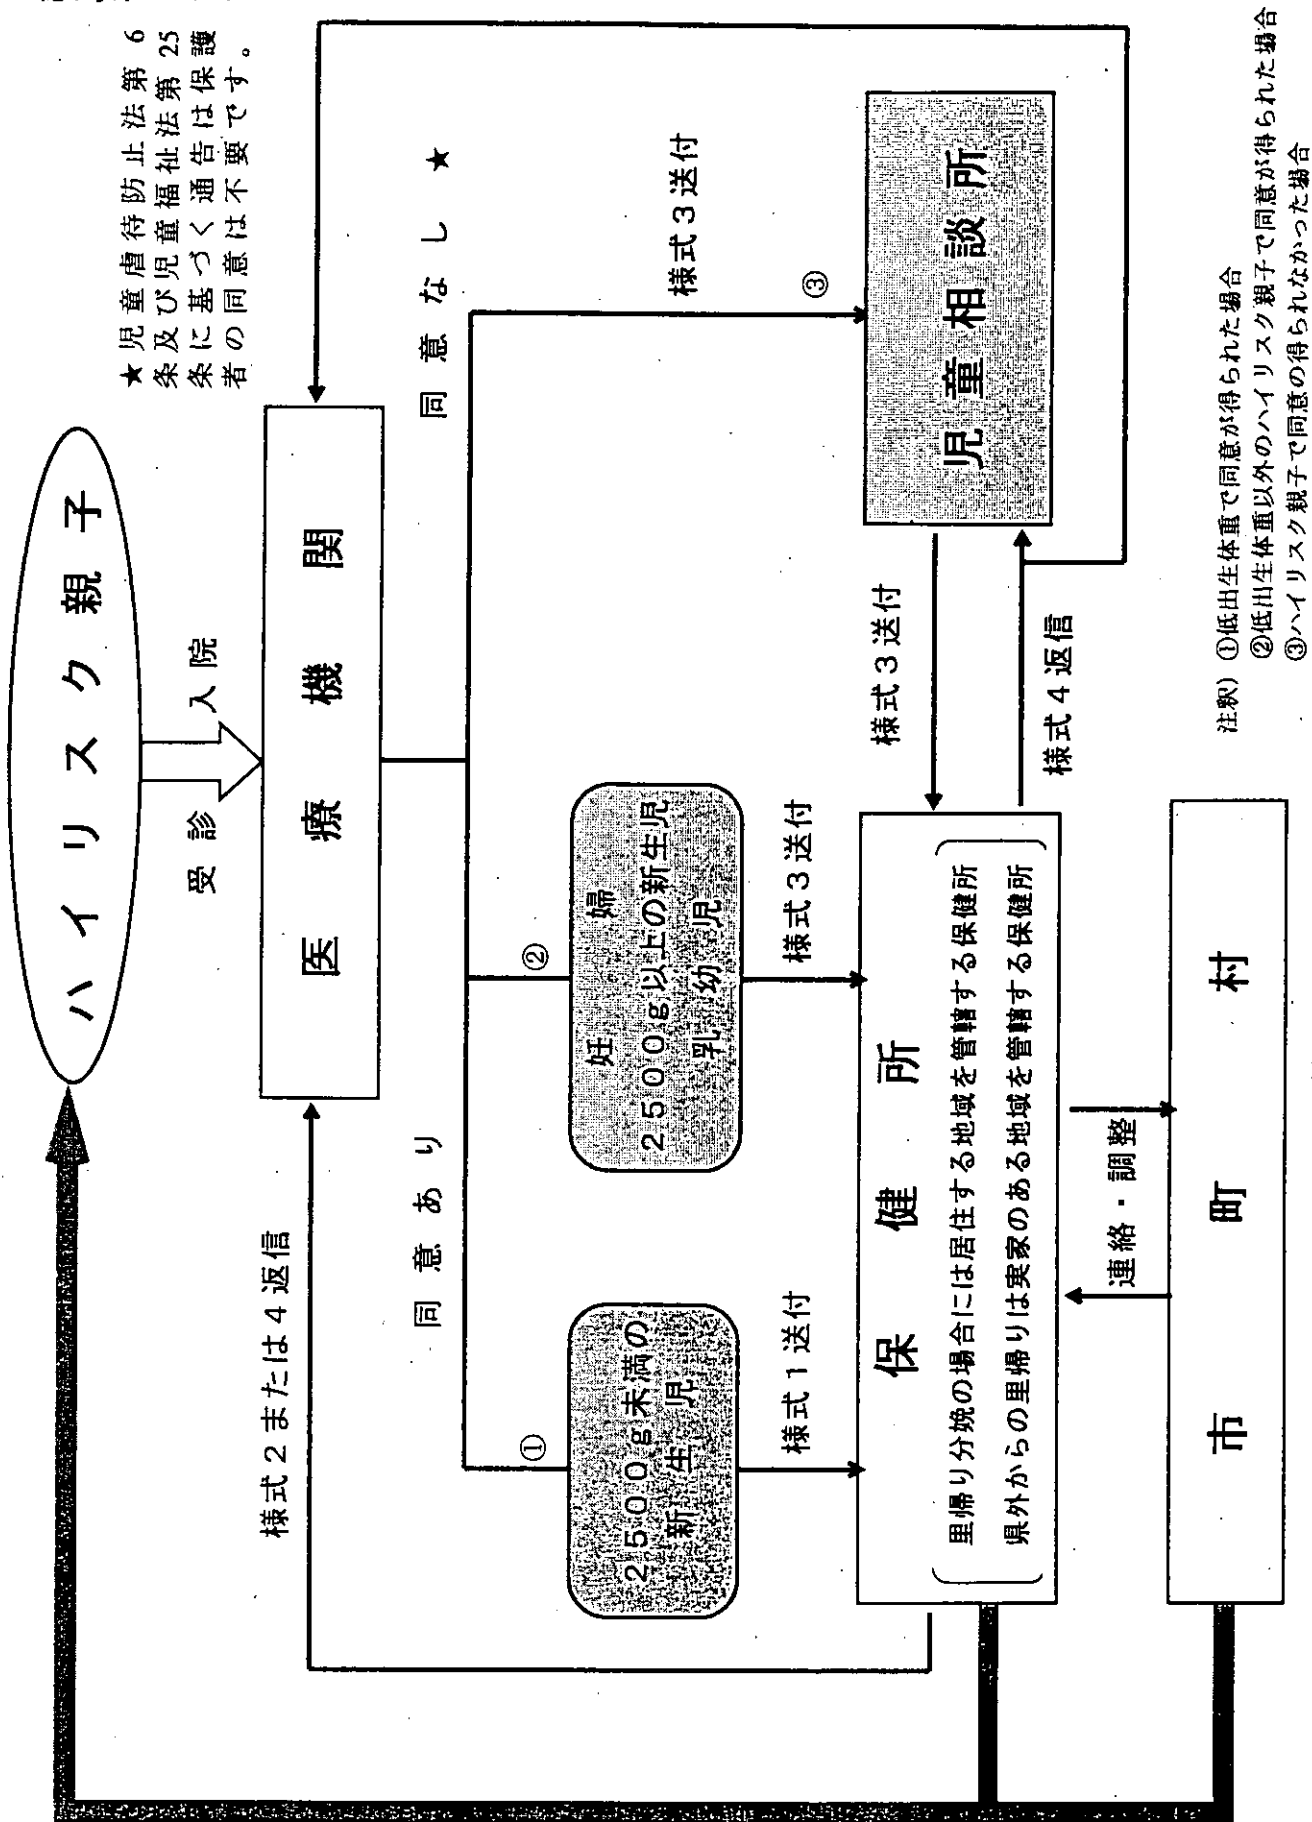 ハイリスク親子
★児童虐待防止法第6
条及び児童福祉法第25
条に基づく通告は保護
者の同意は不要です。
受診
入院
医療機関
様式2または4返信
同意あり
同意なし ★
①
②
様式3送付
③
2500g未満の
新生児
妊婦
2500g以上の新生児
乳幼児
様式1送付
様式3送付
様式3送付
児童相談所
保健所
里帰り分娩の場合には居住する地域を管轄する保健所
県外からの里帰りは実家のある地域を管轄する保健所
様式4返信
連絡・調整
市町村
注釈)①低出生体重で同意が得られた場合
②低出生体重以外のハイリスク親子で同意が得られた場合
③ハイリスク親子で同意の得られなかった場合